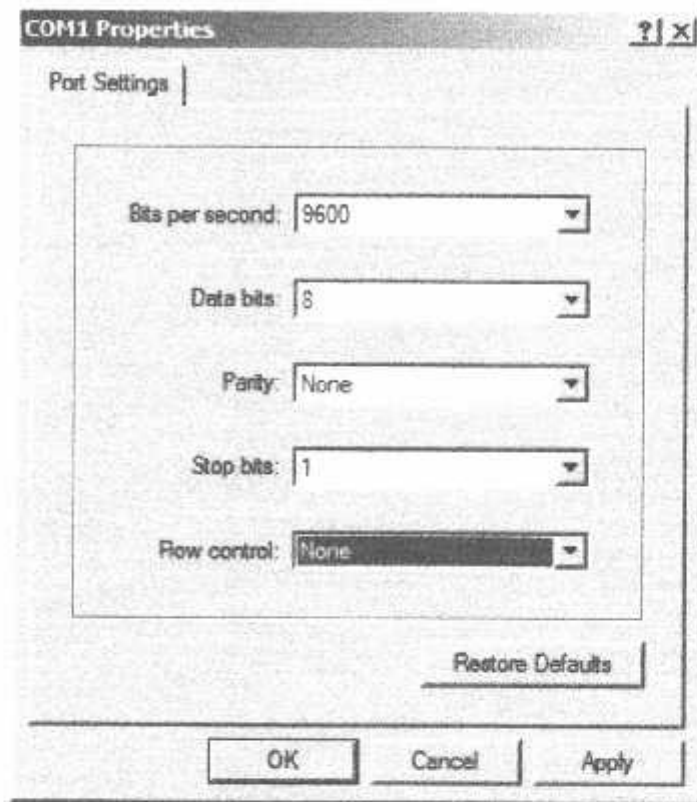 COM1 Properties ? X
Port Settings
Bits per second: 9600
Data bits: 8
Parity: None
Stop bits: 1
Flow control: None
Restore Defaults
OK Cancel Apply